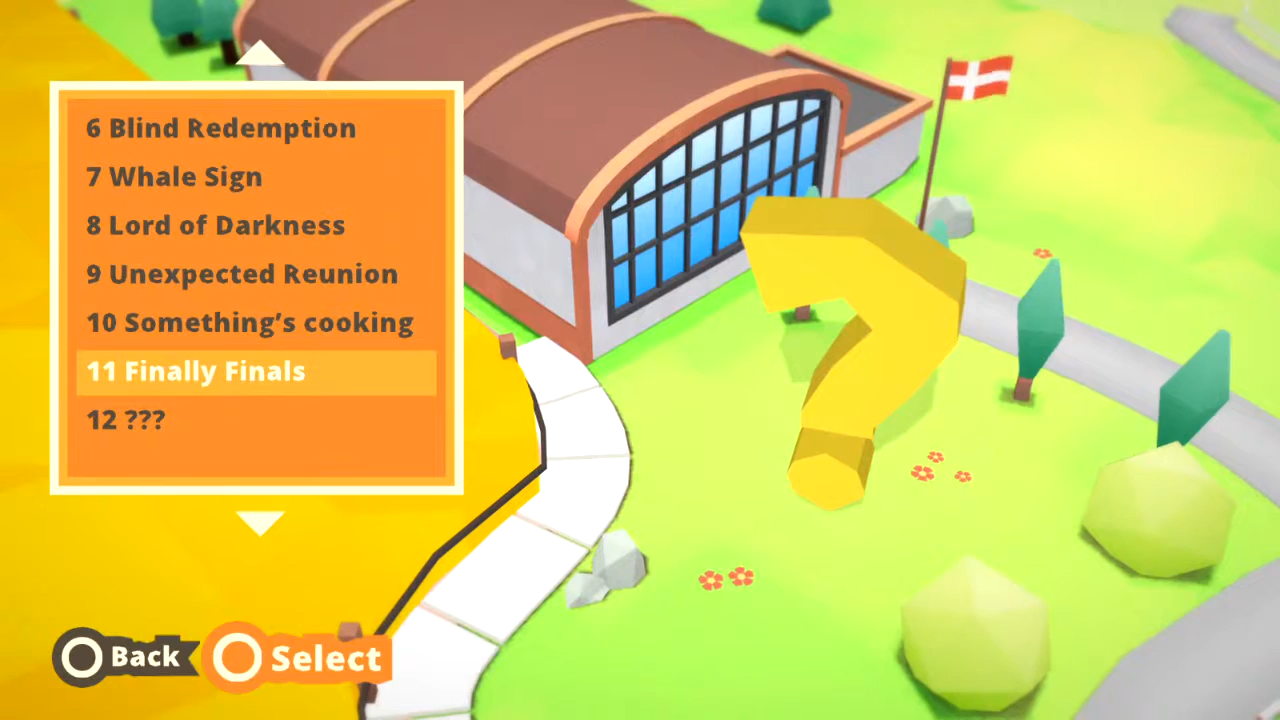 6 Blind Redemption
7 Whale Sign
8 Lord of Darkness
9 Unexpected Reunion
10 Something’s cooking
11 Finally Finals
12 ???
Back
Select